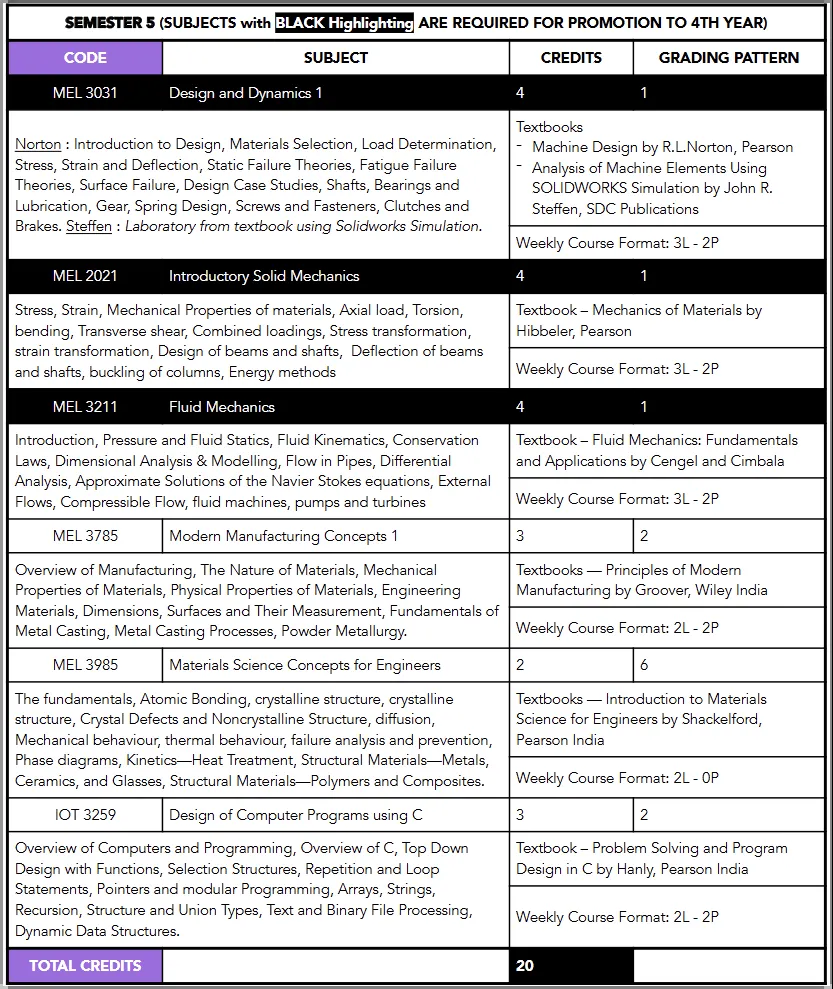 SEMESTER 5 (SUBJECTS with BLACK Highlighting ARE REQUIRED FOR PROMOTION TO 4TH YEAR)
CODE SUBJECT CREDITS GRADING PATTERN
MEL 3031 Design and Dynamics 1 4 1
Norton : Introduction to Design, Materials Selection, Load Determination,
Stress, Strain and Deflection, Static Failure Theories, Fatigue Failure
Theories, Surface Failure, Design Case Studies, Shafts, Bearings and
Lubrication, Gear, Spring Design, Screws and Fasteners, Clutches and
Brakes. Steffen : Laboratory from textbook using Solidworks Simulation.
Textbooks
- Machine Design by R.L.Norton, Pearson
- Analysis of Machine Elements Using
SOLIDWORKS Simulation by John R.
Steffen, SDC Publications
Weekly Course Format: 3L - 2P
MEL 2021 Introductory Solid Mechanics 4 1
Stress, Strain, Mechanical Properties of materials, Axial load, Torsion,
bending, Transverse shear, Combined loadings, Stress transformation,
strain transformation, Design of beams and shafts, Deflection of beams
and shafts, buckling of columns, Energy methods
Textbook – Mechanics of Materials by
Hibbeler, Pearson
Weekly Course Format: 3L - 2P
MEL 3211 Fluid Mechanics 4 1
Introduction, Pressure and Fluid Statics, Fluid Kinematics, Conservation
Laws, Dimensional Analysis & Modelling, Flow in Pipes, Differential
Analysis, Approximate Solutions of the Navier Stokes equations, External
Flows, Compressible Flow, fluid machines, pumps and turbines
Textbook – Fluid Mechanics: Fundamentals
and Applications by Cengel and Cimbala
Weekly Course Format: 3L - 2P
MEL 3785 Modern Manufacturing Concepts 1 3 2
Overview of Manufacturing, The Nature of Materials, Mechanical
Properties of Materials, Physical Properties of Materials, Engineering
Materials, Dimensions, Surfaces and Their Measurement, Fundamentals of
Metal Casting, Metal Casting Processes, Powder Metallurgy.
Textbooks — Principles of Modern
Manufacturing by Groover, Wiley India
Weekly Course Format: 2L - 2P
MEL 3985 Materials Science Concepts for Engineers 2 6
The fundamentals, Atomic Bonding, crystalline structure, crystalline
structure, Crystal Defects and Noncrystalline Structure, diffusion,
Mechanical behaviour, thermal behaviour, failure analysis and prevention,
Phase diagrams, Kinetics—Heat Treatment, Structural Materials—Metals,
Ceramics, and Glasses, Structural Materials—Polymers and Composites.
Textbooks — Introduction to Materials
Science for Engineers by Shackelford,
Pearson India
Weekly Course Format: 2L - 0P
IOT 3259 Design of Computer Programs using C 3 2
Overview of Computers and Programming, Overview of C, Top Down
Design with Functions, Selection Structures, Repetition and Loop
Statements, Pointers and modular Programming, Arrays, Strings,
Recursion, Structure and Union Types, Text and Binary File Processing,
Dynamic Data Structures.
Textbook – Problem Solving and Program
Design in C by Hanly, Pearson India
Weekly Course Format: 2L - 2P
TOTAL CREDITS 20